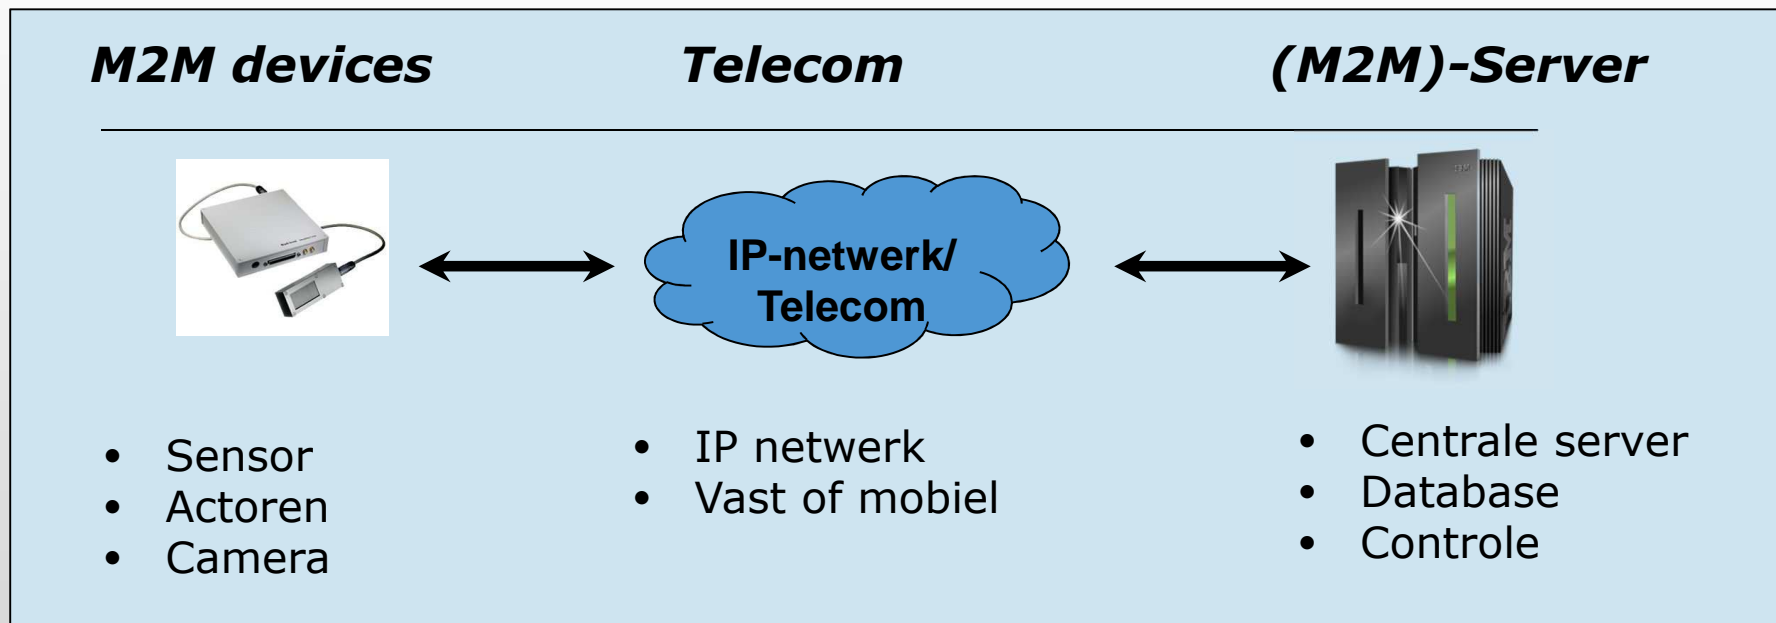 M2M devices
Telecom
(M2M)-Server
IP-netwerk/
Telecom
IBM
• Sensor
• Actoren
• Camera
• IP netwerk
• Vast of mobiel
• Centrale server
• Database
• Controle